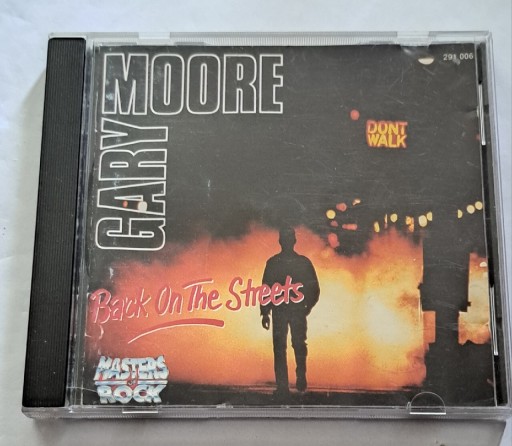 GARY
MOORE
291 006
DONT
WALK
Back On The Streets
MASTERS
OF
ROCK